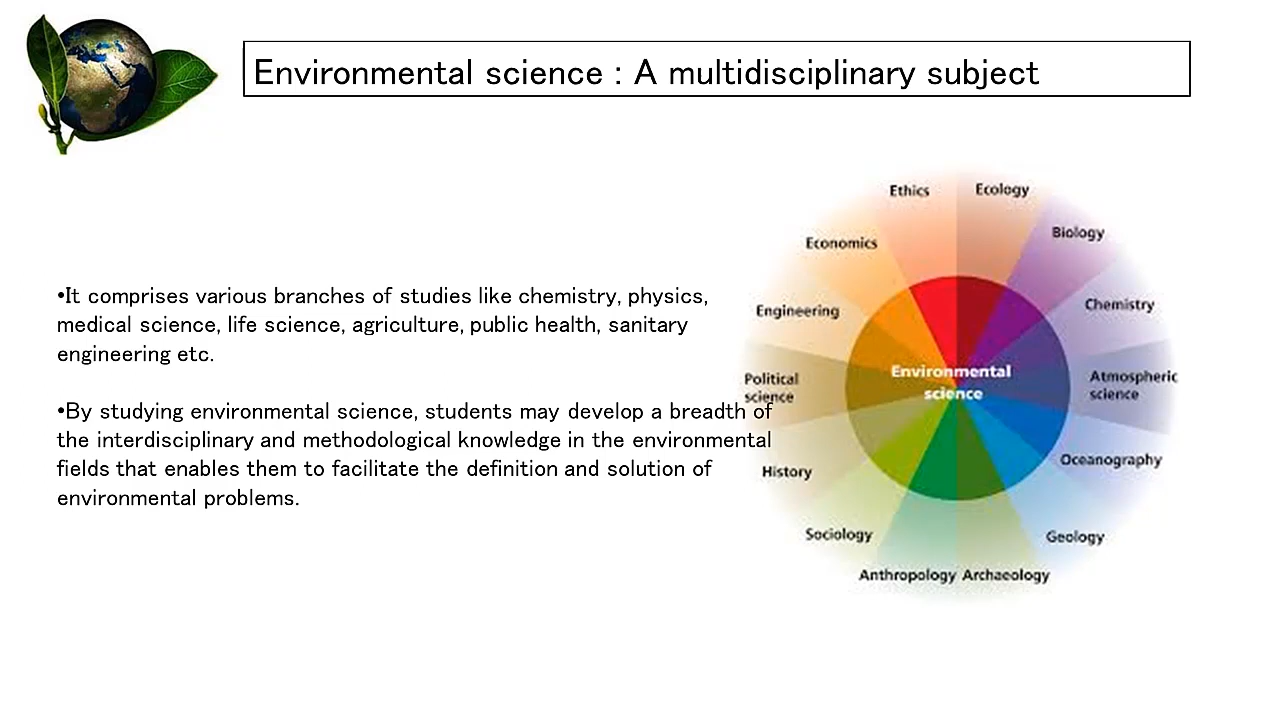 Environmental science : A multidisciplinary subject
•It comprises various branches of studies like chemistry, physics,
medical science, life science, agriculture, public health, sanitary
engineering etc.
•By studying environmental science, students may develop a breadth of
the interdisciplinary and methodological knowledge in the environmental
fields that enables them to facilitate the definition and solution of
environmental problems.
Ethics
Ecology
Biology
Chemistry
Atmospheric
science
Oceanography
Geology
Archaeology
Anthropology
Sociology
History
Political
science
Engineering
Economics
Environmental
science